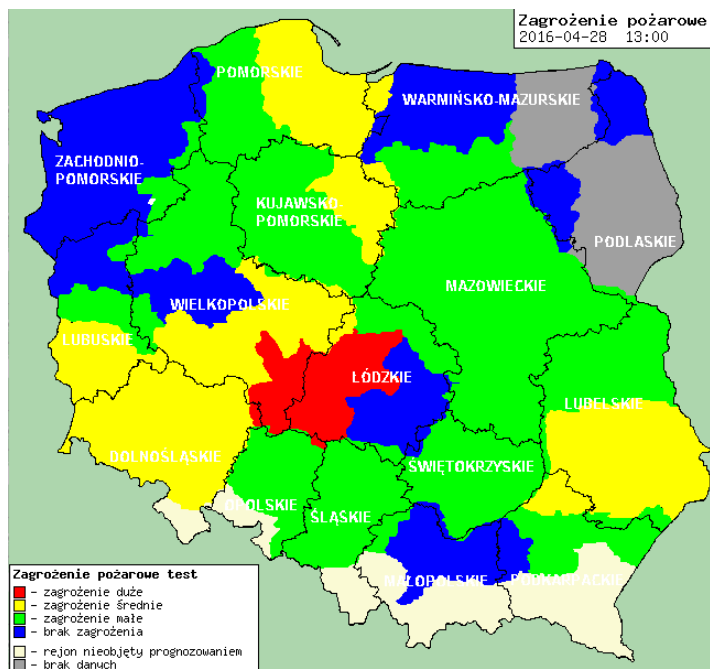 Zagrożenie pożarowe
2016-04-28 13:00
POMORSKIE
WARMIŃSKO-MAZURSKIE
ZACHODNIO-
POMORSKIE
KUJAWSKO-
POMORSKIE
PODLASKIE
MAZOWIECKIE
WIELKOPOLSKIE
LUBUSKIE
ŁÓDZKIE
LUBELSKIE
DOLNOŚLĄSKIE
ŚWIĘTOKRZYSKIE
OPOLSKIE
ŚLĄSKIE
MAŁOPOLSKIE
PODKARPACKIE
Zagrożenie pożarowe test
– zagrożenie duże
– zagrożenie średnie
– zagrożenie małe
– brak zagrożenia
– rejon nieobjęty prognozowaniem
– brak danych